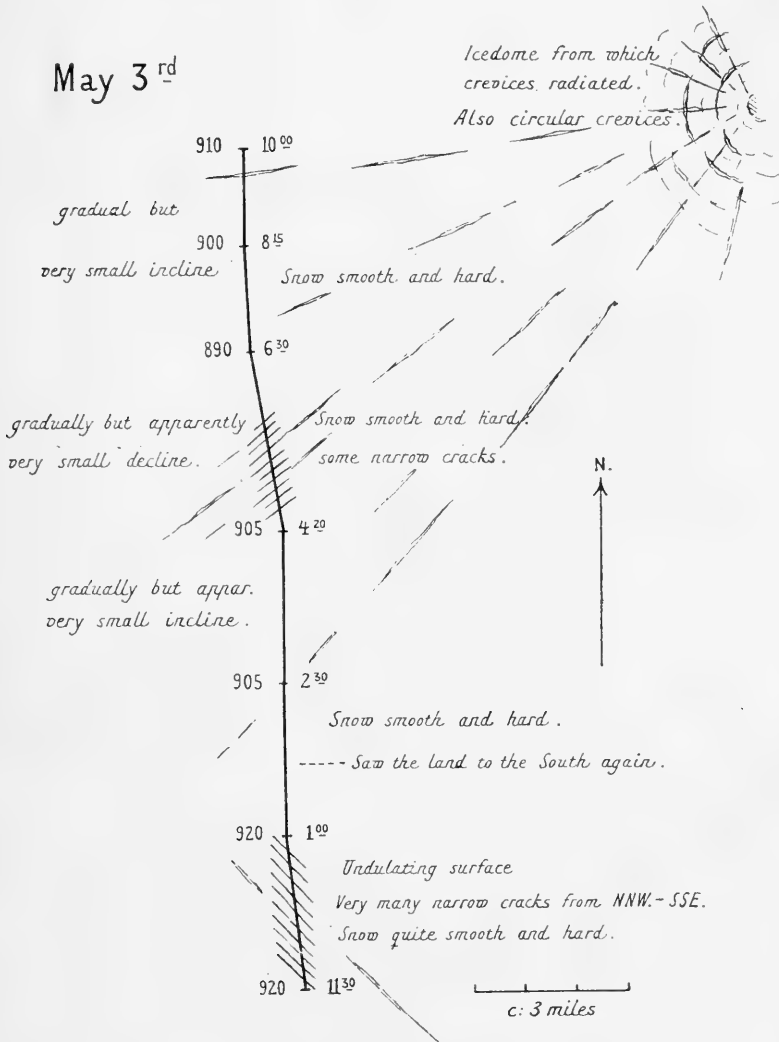 May 3rd
Icedome from which
crevices radiated.
Also circular crevices.
910 10 00
gradual but
900 8 15
very small incline
Snow smooth and hard.
890 6 30
gradually but apparently
very small decline.
Snow smooth and hard.
some narrow cracks.
N.
905 4 20
gradually but appar.
very small incline.
905 2 30
Snow smooth and hard.
----- Saw the land to the South again.
920 1 00
Undulating surface
Very many narrow cracks from NNW.-SSE.
Snow quite smooth and hard.
920 11 30
c: 3 miles